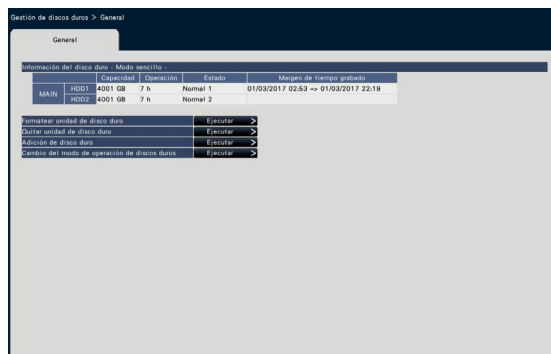 Gestión de discos duros > General
General
Información del disco duro - Modo sencillo -
Capacidad Operación Estado Margen de tiempo grabado
MAIN HDD1 4001 GB 7 h Normal 1 01/03/2017 02:53 -> 01/03/2017 22:19
HDD2 4001 GB 7 h Normal 2
Formatear unidad de disco duro Ejecutar >
Quitar unidad de disco duro Ejecutar >
Adición de disco duro Ejecutar >
Cambio del modo de operación de discos duros Ejecutar >